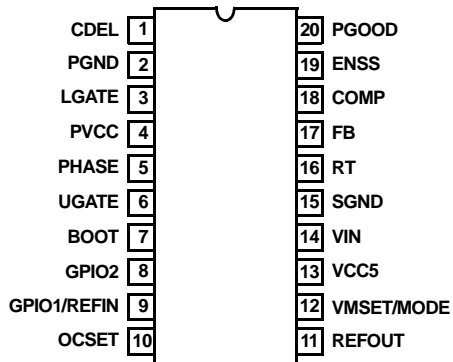 CDEL 1 20 PGOOD
PGND 2 19 ENSS
LGATE 3 18 COMP
PVCC 4 17 FB
PHASE 5 16 RT
UGATE 6 15 SGND
BOOT 7 14 VIN
GPIO2 8 13 VCC5
GPIO1/REFIN 9 12 VMSET/MODE
OCSET 10 11 REFOUT